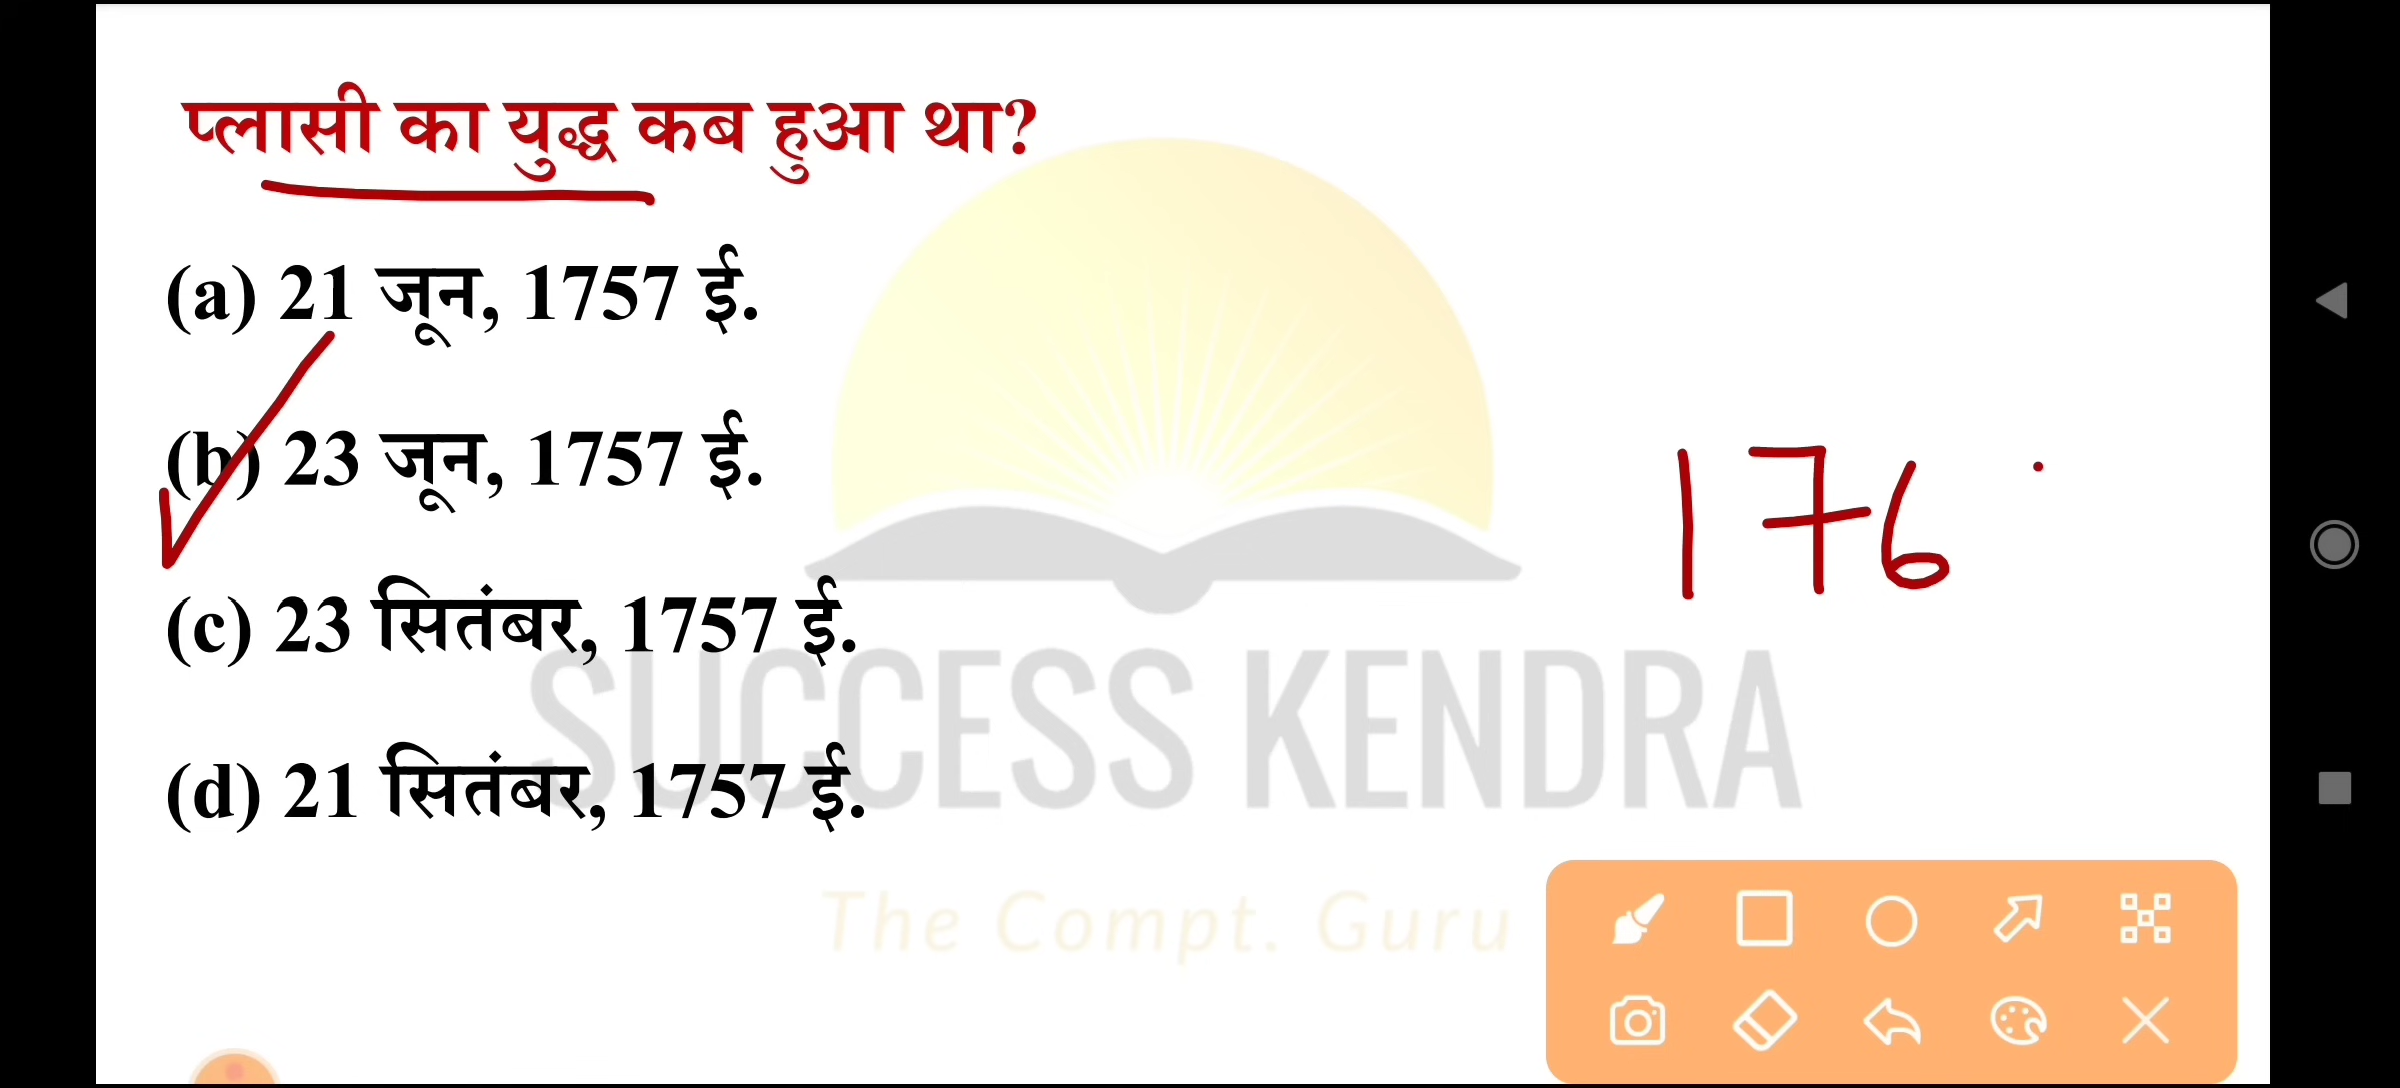 प्लासी का युद्ध कब हुआ था?
(a) 21 जून, 1757 ई.
(b) 23 जून, 1757 ई.
(c) 23 सितंबर, 1757 ई.
(d) 21 सितंबर, 1757 ई.
176
SUCCESS KENDRA
The Compt. Guru